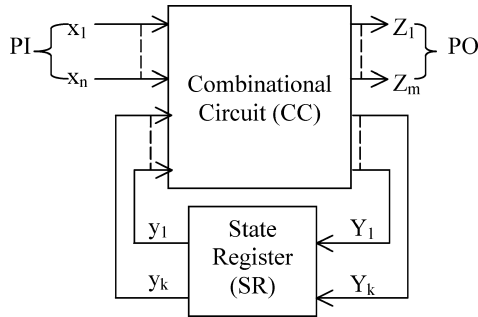 PI
x1
xn
Combinational
Circuit (CC)
Z1
Zm
PO
y1
yk
State
Register
(SR)
Y1
Yk